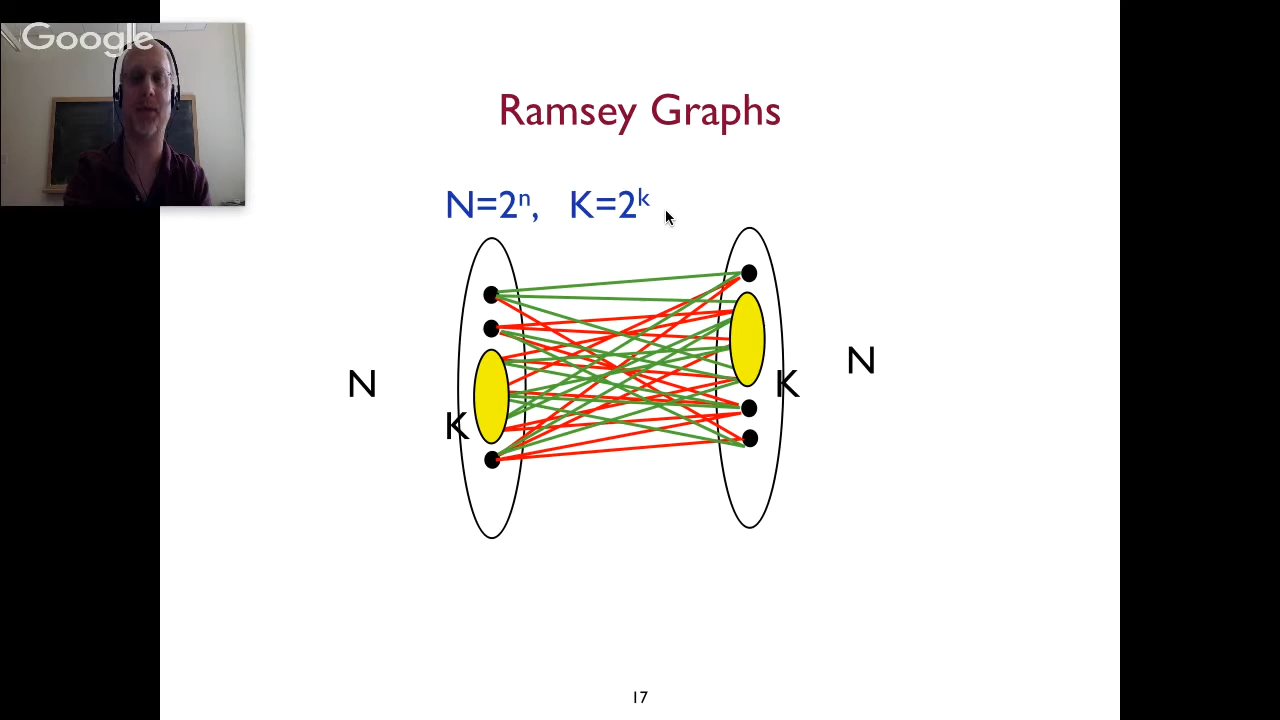 Google
Ramsey Graphs
N=2ⁿ, K=2ᵏ
N
K
K
N
17